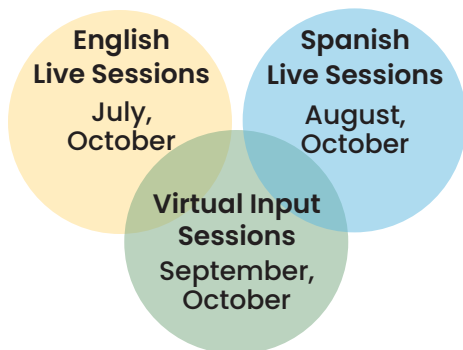 English
Live Sessions
July,
October
Spanish
Live Sessions
August,
October
Virtual Input
Sessions
September,
October